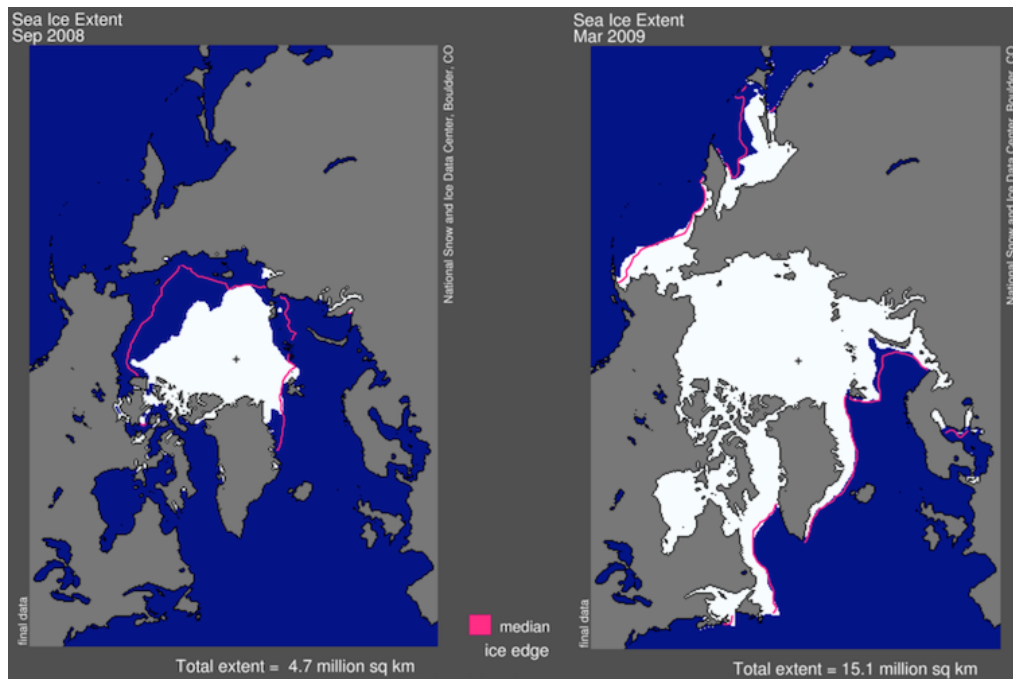 Sea Ice Extent
Sep 2008
National Snow and Ice Data Center, Boulder, CO
final data
Total extent = 4.7 million sq km
median
ice edge
Sea Ice Extent
Mar 2009
National Snow and Ice Data Center, Boulder, CO
final data
Total extent = 15.1 million sq km